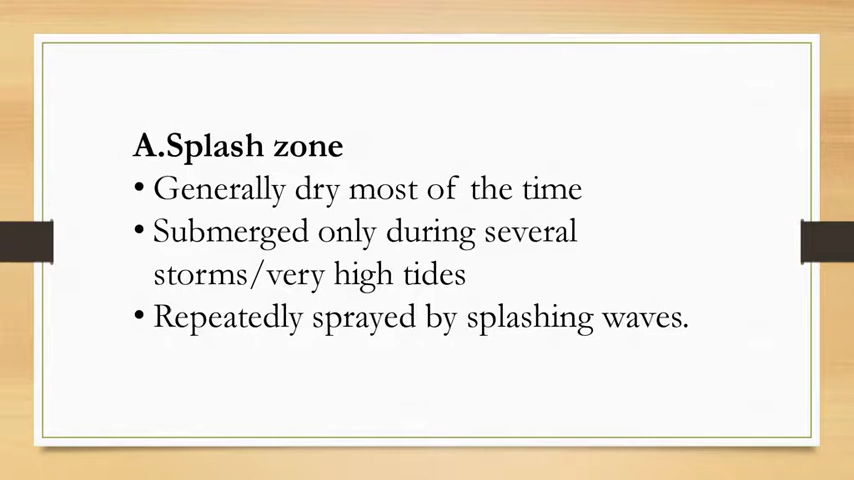 A.Splash zone
• Generally dry most of the time
• Submerged only during several
storms/very high tides
• Repeatedly sprayed by splashing waves.